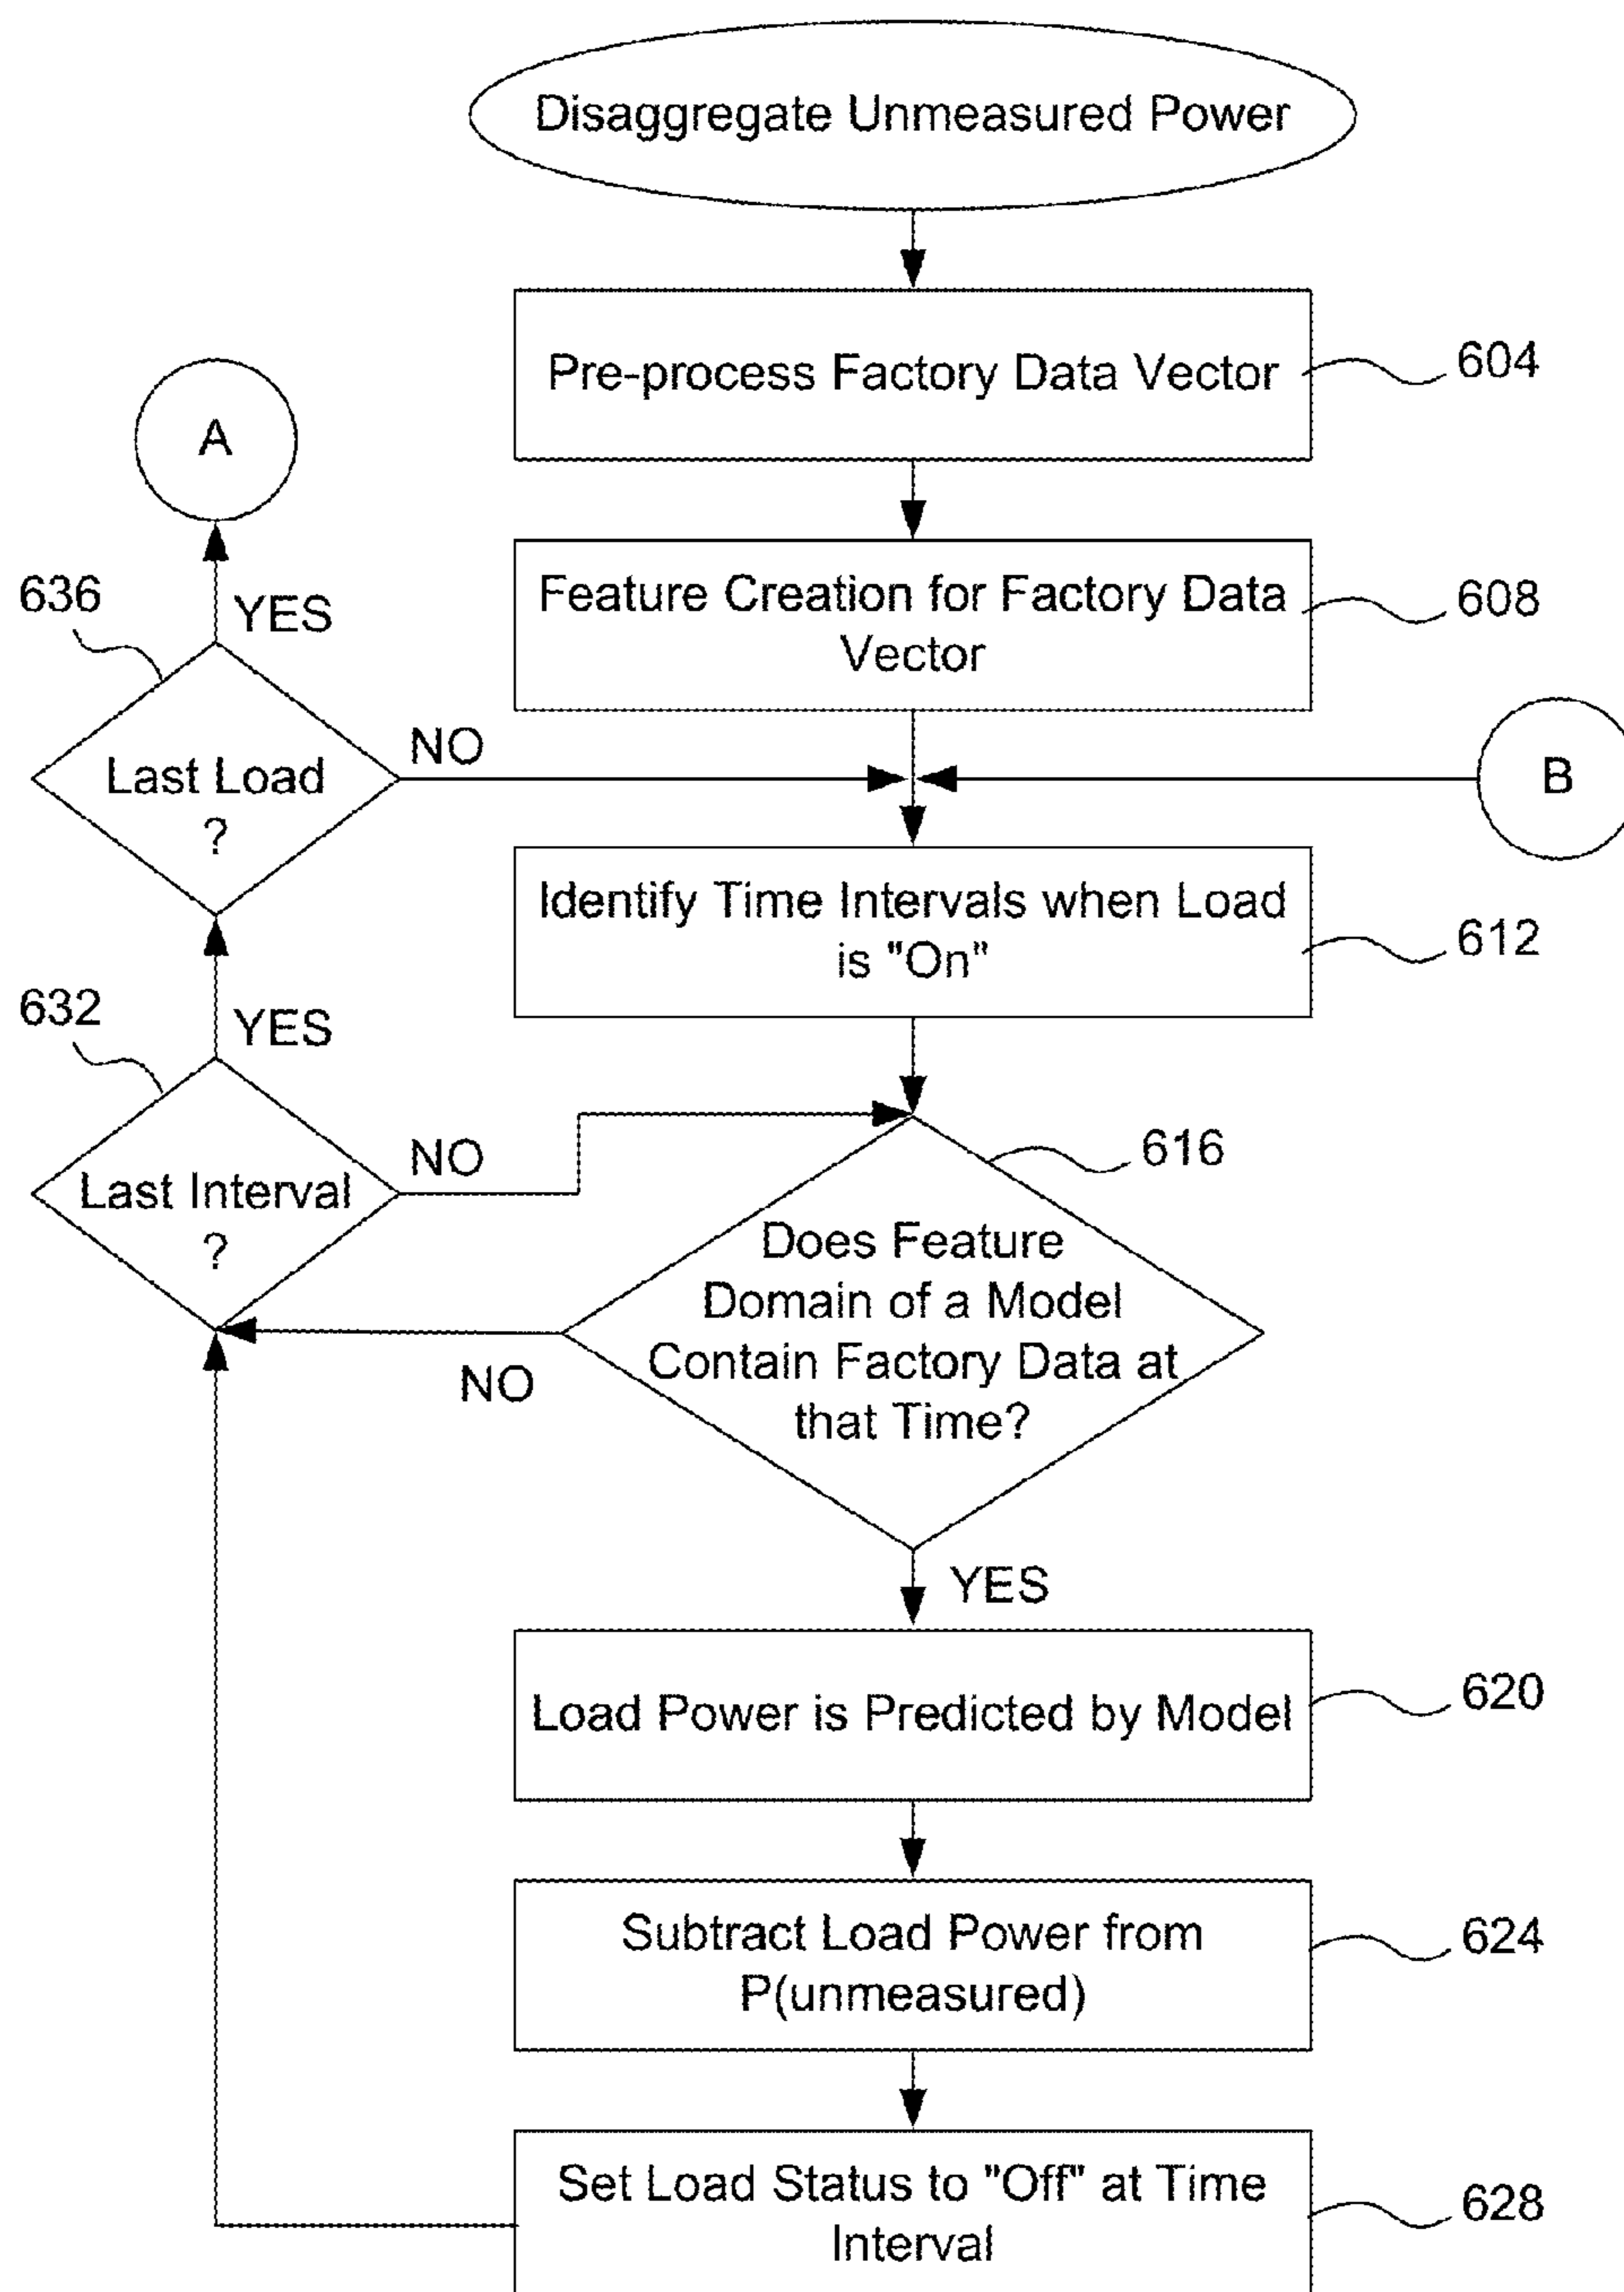 Disaggregate Unmeasured Power
Pre-process Factory Data Vector
604
A
Feature Creation for Factory Data
Vector
608
636
YES
Last Load
?
NO
B
Identify Time Intervals when Load
is "On"
612
632
YES
Last Interval
?
NO
616
Does Feature
Domain of a Model
Contain Factory Data at
that Time?
NO
YES
Load Power is Predicted by Model
620
Subtract Load Power from
P(unmeasured)
624
Set Load Status to "Off" at Time
Interval
628